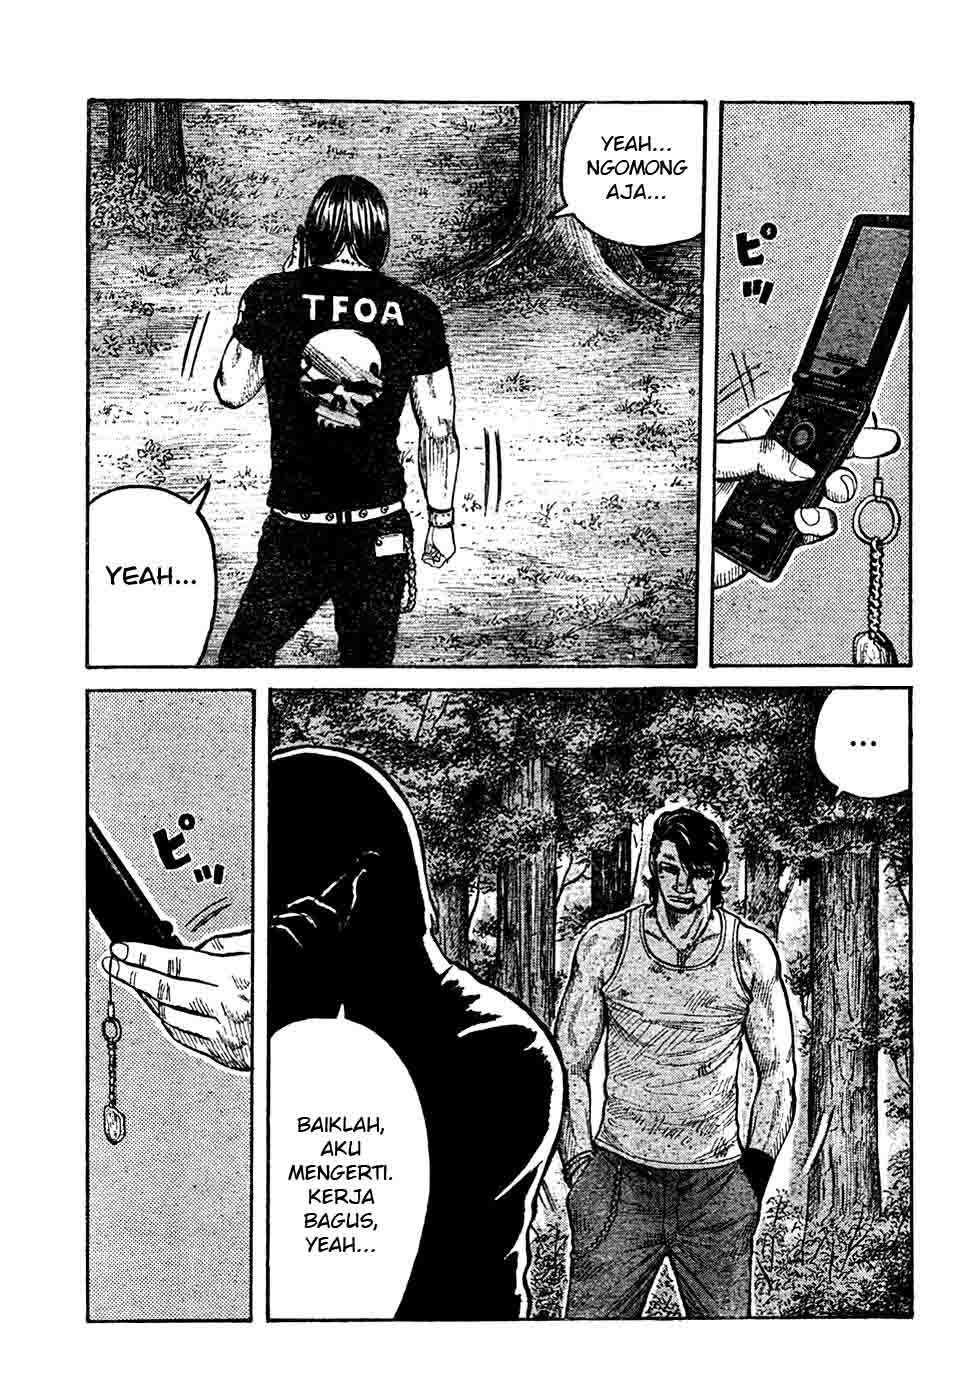 ピッ
YEAH...
NGOMONG
AJA...
TFOA
YEAH...
...
BAIKLAH,
AKU
MENGERTI.
KERJA
BAGUS,
YEAH...
ピッ